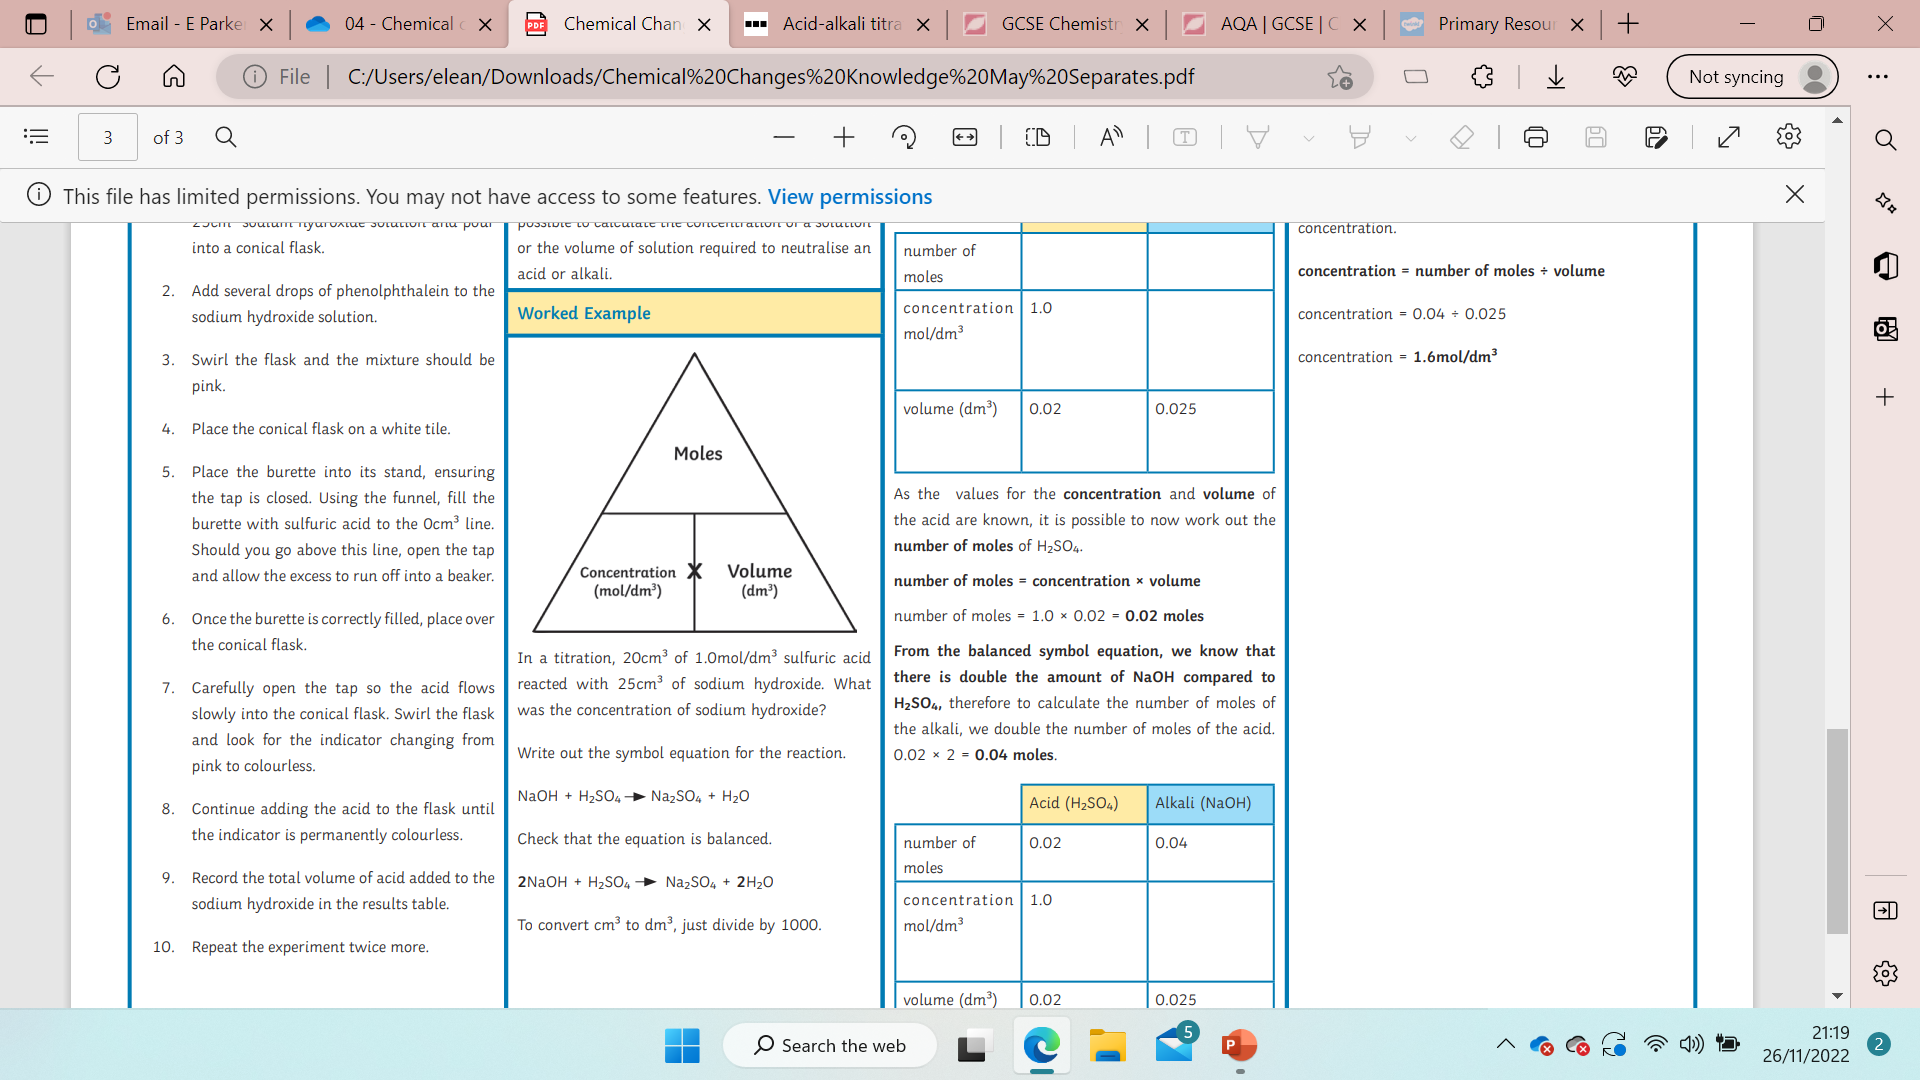 Email - E Parke
04 - Chemical c
Chemical Chan
Acid-alkali titra
GCSE Chemistr
AQA | GCSE | C
Primary Resour
File
C:/Users/elean/Downloads/Chemical%20Changes%20Knowledge%20May%20Separates.pdf
Not syncing
3 of 3
This file has limited permissions. You may not have access to some features. View permissions
25cm³ sodium hydroxide solution and pour
into a conical flask.
2. Add several drops of phenolphthalein to the
sodium hydroxide solution.
3. Swirl the flask and the mixture should be
pink.
4. Place the conical flask on a white tile.
5. Place the burette into its stand, ensuring
the tap is closed. Using the funnel, fill the
burette with sulfuric acid to the 0cm³ line.
Should you go above this line, open the tap
and allow the excess to run off into a beaker.
6. Once the burette is correctly filled, place over
the conical flask.
7. Carefully open the tap so the acid flows
slowly into the conical flask. Swirl the flask
and look for the indicator changing from
pink to colourless.
8. Continue adding the acid to the flask until
the indicator is permanently colourless.
9. Record the total volume of acid added to the
sodium hydroxide in the results table.
10. Repeat the experiment twice more.
possible to calculate the concentration of a solution
or the volume of solution required to neutralise an
acid or alkali.
Worked Example
Moles
Concentration (mol/dm³) X Volume (dm³)
In a titration, 20cm³ of 1.0mol/dm³ sulfuric acid
reacted with 25cm³ of sodium hydroxide. What
was the concentration of sodium hydroxide?
Write out the symbol equation for the reaction.
NaOH + H₂SO₄ → Na₂SO₄ + H₂O
Check that the equation is balanced.
2NaOH + H₂SO₄ → Na₂SO₄ + 2H₂O
To convert cm³ to dm³, just divide by 1000.
number of
moles
concentration 1.0
mol/dm³
volume (dm³) 0.02 0.025
As the values for the concentration and volume of
the acid are known, it is possible to now work out the
number of moles of H₂SO₄.
number of moles = concentration × volume
number of moles = 1.0 × 0.02 = 0.02 moles
From the balanced symbol equation, we know that
there is double the amount of NaOH compared to
H₂SO₄, therefore to calculate the number of moles of
the alkali, we double the number of moles of the acid.
0.02 × 2 = 0.04 moles.
Acid (H₂SO₄) Alkali (NaOH)
number of 0.02 0.04
moles
concentration 1.0
mol/dm³
volume (dm³) 0.02 0.025
concentration.
concentration = number of moles ÷ volume
concentration = 0.04 ÷ 0.025
concentration = 1.6mol/dm³
Search the web
5
21:19
26/11/2022
2